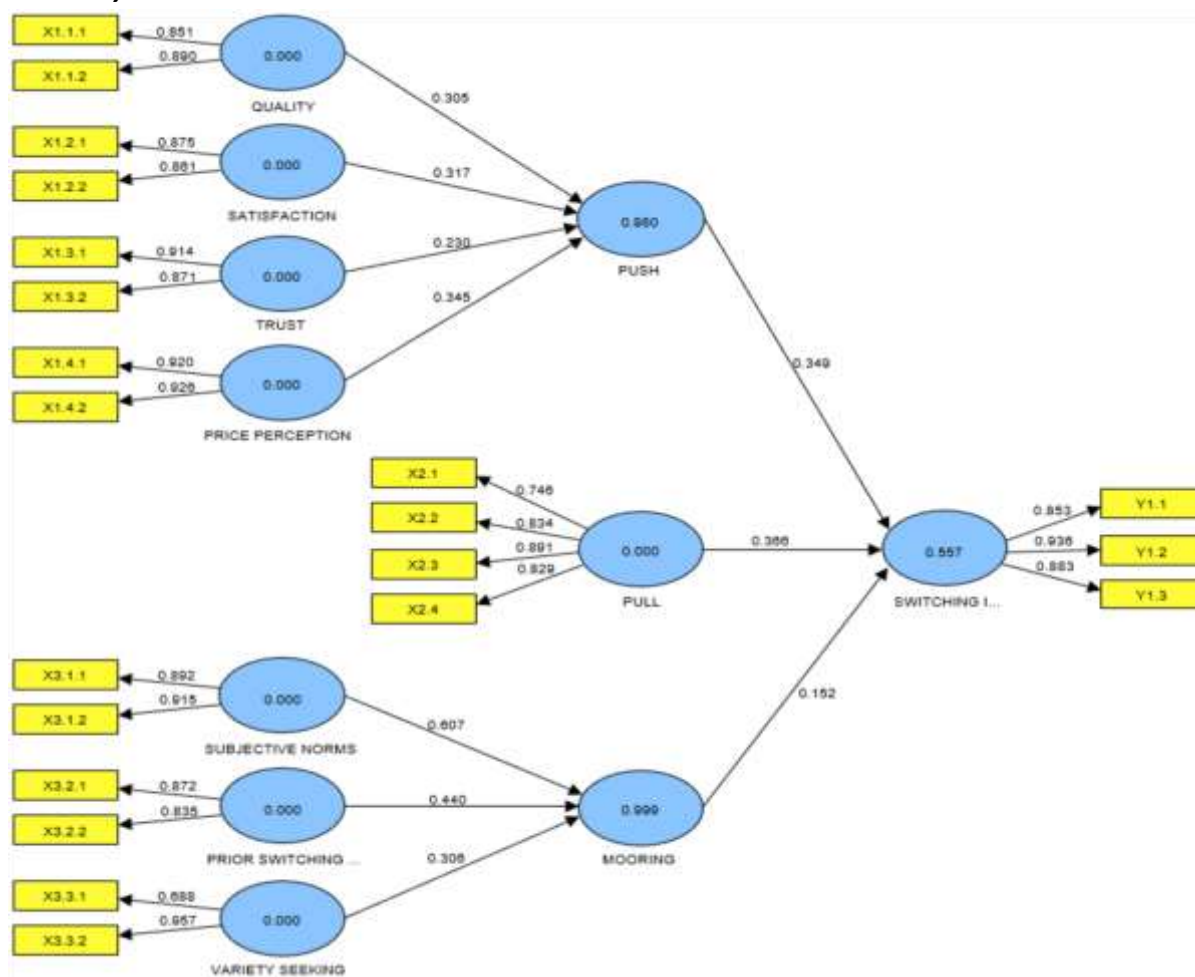 X1.1.1
0.851
0.890
X1.1.2
0.000
QUALITY
0.305
X1.2.1
0.875
0.861
X1.2.2
0.000
SATISFACTION
0.317
X1.3.1
0.914
0.871
X1.3.2
0.000
TRUST
0.230
X1.4.1
0.920
0.926
X1.4.2
0.000
PRICE PERCEPTION
0.345
PUSH
0.349
X2.1
0.746
X2.2
0.834
X2.3
0.891
X2.4
0.829
0.000
PULL
0.366
0.557
SWITCHING I...
0.853
Y1.1
0.936
Y1.2
0.883
Y1.3
X3.1.1
0.892
0.915
X3.1.2
0.000
SUBJECTIVE NORMS
0.607
X3.2.1
0.872
0.835
X3.2.2
0.000
PRIOR SWITCHING ...
0.440
X3.3.1
0.688
0.957
X3.3.2
0.000
VARIETY SEEKING
0.306
0.999
MOORING
0.152